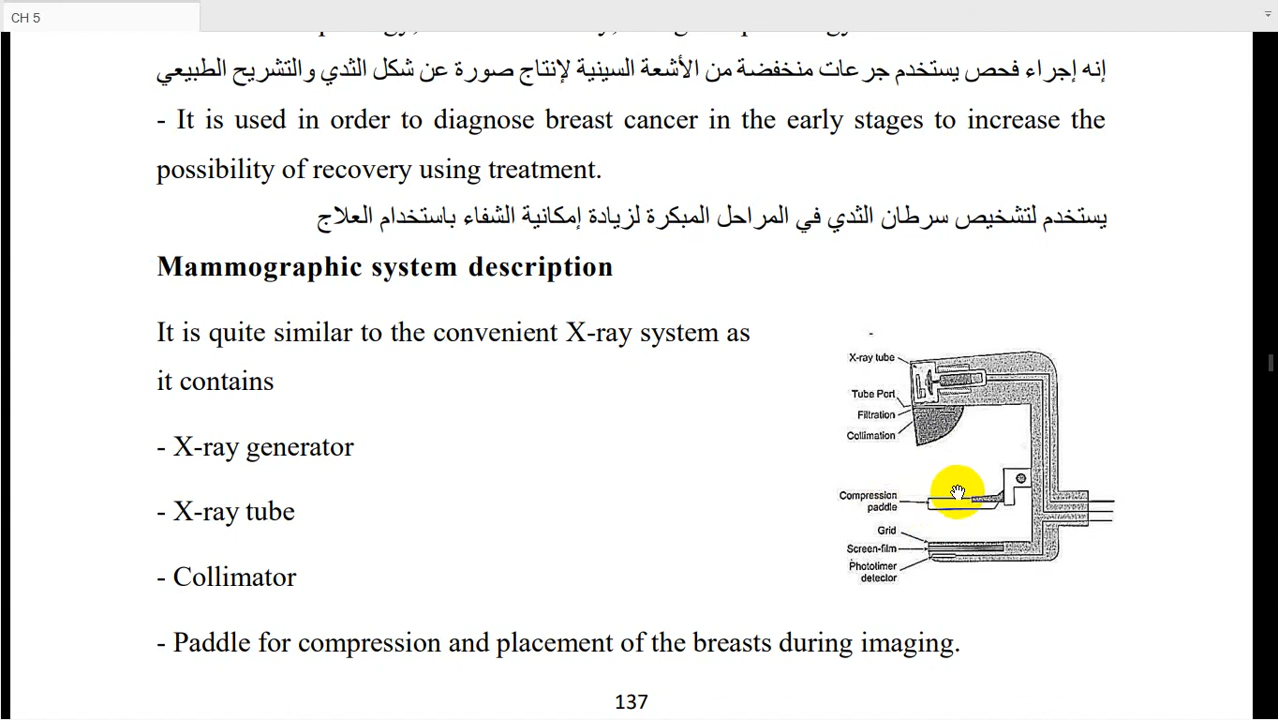 CH 5
إنه إجراء فحص يستخدم جرعات منخفضة من الأشعة السينية لإنتاج صورة عن شكل الثدي والتشريح الطبيعي
- It is used in order to diagnose breast cancer in the early stages to increase the
possibility of recovery using treatment.
يستخدم لتشخيص سرطان الثدي في المراحل المبكرة لزيادة إمكانية الشفاء باستخدام العلاج
Mammographic system description
It is quite similar to the convenient X-ray system as
it contains
- X-ray generator
- X-ray tube
- Collimator
- Paddle for compression and placement of the breasts during imaging.
X-ray tube
Tube Port
Filtration
Collimation
Compression
paddle
Grid
Screen-film
Phototimer
detector
137